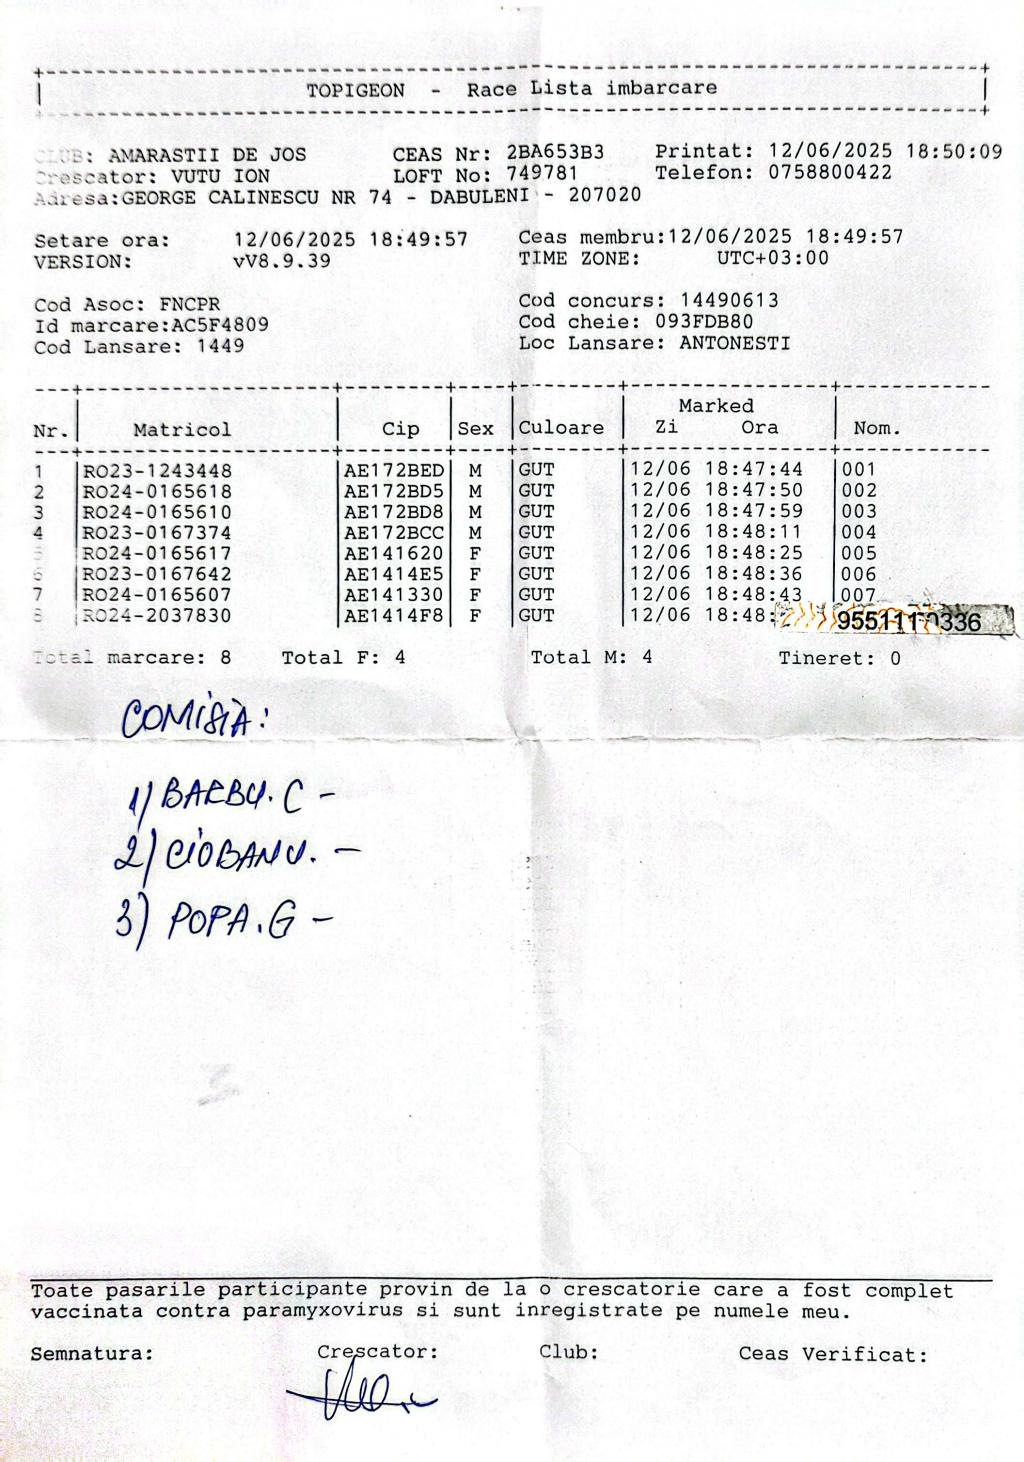 TOPIGEON - Race Lista imbarcare
CLUB: AMARASTII DE JOS CEAS Nr: 2BA653B3 Printat: 12/06/2025 18:50:09
Crescator: VUTU ION LOFT No: 749781 Telefon: 0758800422
Adresa:GEORGE CALINESCU NR 74 - DABULENI - 207020
Setare ora: 12/06/2025 18:49:57 Ceas membru:12/06/2025 18:49:57
VERSION: vV8.9.39 TIME ZONE: UTC+03:00
Cod Asoc: FNCPR Cod concurs: 14490613
Id marcare:AC5F4809 Cod cheie: 093FDB80
Cod Lansare: 1449 Loc Lansare: ANTONESTI
Marked
Nr. Matricol Cip Sex Culoare Zi Ora Nom.
1 RO23-1243448 AE172BED M GUT 12/06 18:47:44 001
2 RO24-0165618 AE172BD5 M GUT 12/06 18:47:50 002
3 RO24-0165610 AE172BD8 M GUT 12/06 18:47:59 003
4 RO23-0167374 AE172BCC M GUT 12/06 18:48:11 004
5 RO24-0165617 AE141620 F GUT 12/06 18:48:25 005
6 RO23-0167642 AE1414E5 F GUT 12/06 18:48:36 006
7 RO24-0165607 AE141330 F GUT 12/06 18:48:43 007
8 RO24-2037830 AE1414F8 F GUT 12/06 18:48:
Total marcare: 8 Total F: 4 Total M: 4 Tineret: 0
COMISIA:
1) BARBU. C -
2) CIOBANU. -
3) POPA. G -
Toate pasarile participante provin de la o crescatorie care a fost complet
vaccinata contra paramyxovirus si sunt inregistrate pe numele meu.
Semnatura: Crescator: Club: Ceas Verificat: